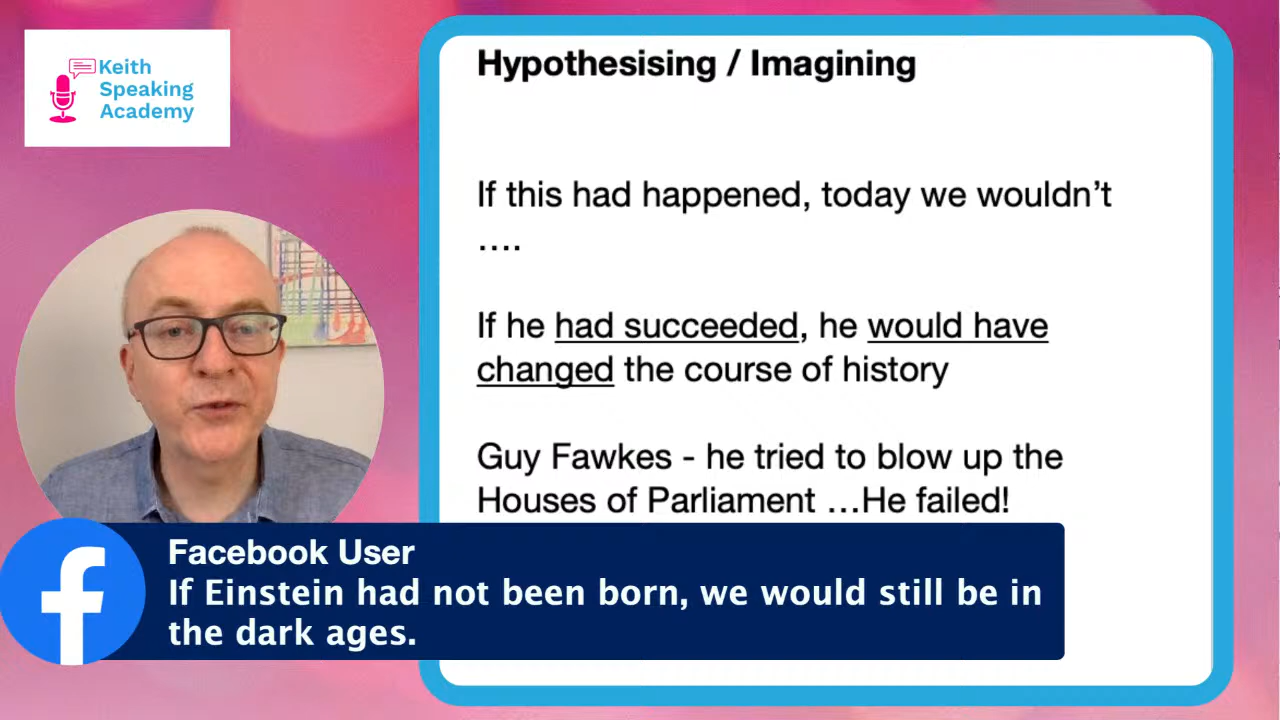 Keith
Speaking
Academy
Hypothesising / Imagining
If this had happened, today we wouldn’t
….
If he had succeeded, he would have
changed the course of history
Guy Fawkes - he tried to blow up the
Houses of Parliament …He failed!
Facebook User
If Einstein had not been born, we would still be in
the dark ages.